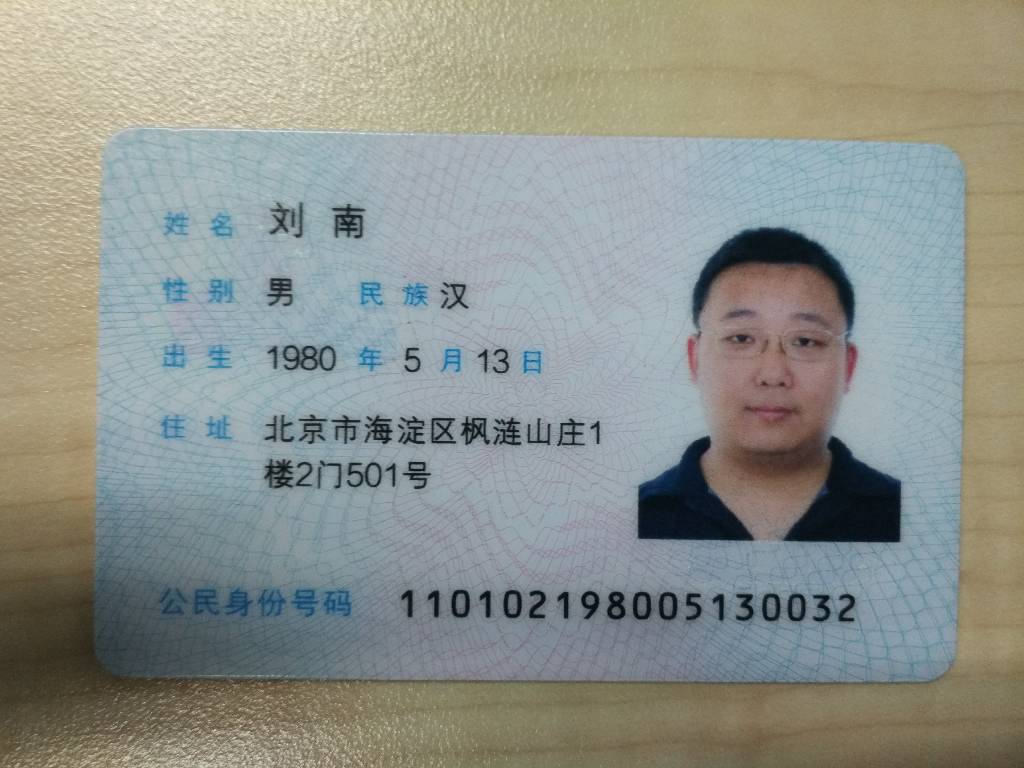 姓名 刘南
性别 男 民族 汉
出生 1980 年 5 月 13 日
住址 北京市海淀区枫涟山庄1
楼2门501号
公民身份号码 110102198005130032